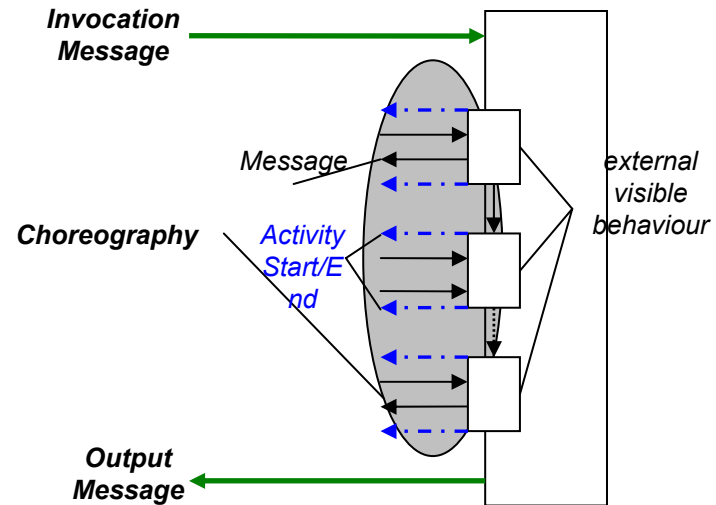 Invocation
Message
Message
external
visible
behaviour
Choreography
Activity
Start/E
nd
Output
Message